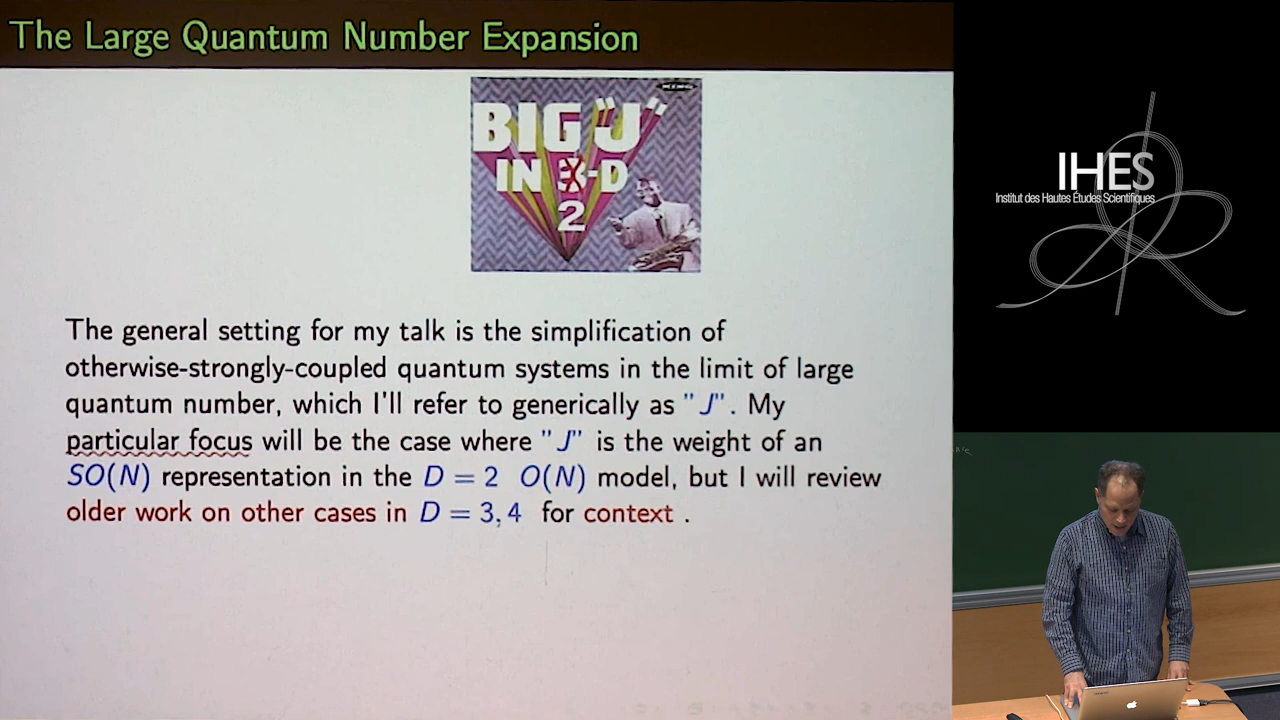 The Large Quantum Number Expansion
BIG "J"
IN 3-D
2
The general setting for my talk is the simplification of
otherwise-strongly-coupled quantum systems in the limit of large
quantum number, which I'll refer to generically as "J". My
particular focus will be the case where "J" is the weight of an
SO(N) representation in the D = 2 O(N) model, but I will review
older work on other cases in D = 3, 4 for context .
IHES
Institut des Hautes Études Scientifiques